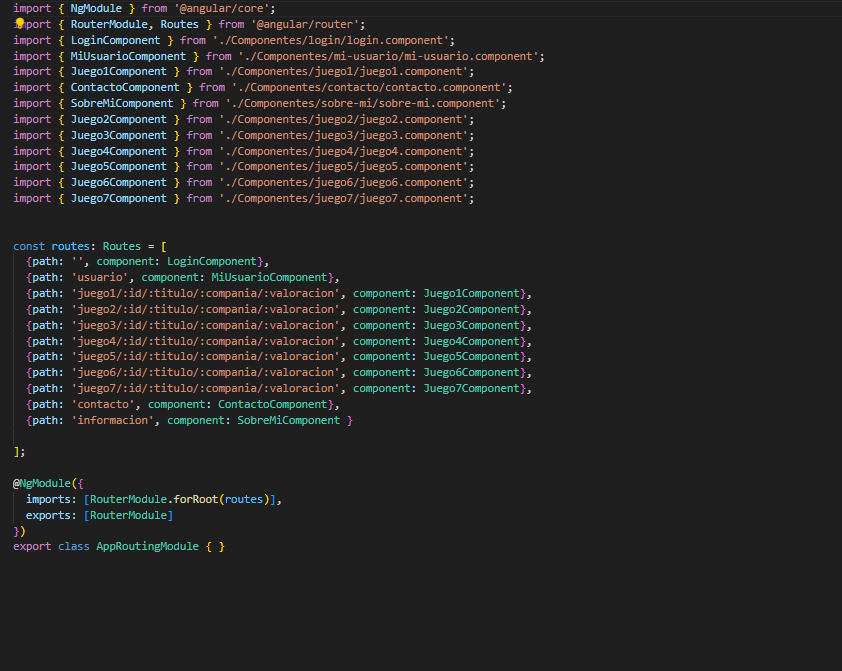 import { NgModule } from '@angular/core';
import { RouterModule, Routes } from '@angular/router';
import { LoginComponent } from './Componentes/login/login.component';
import { MiUsuarioComponent } from './Componentes/mi-usuario/mi-usuario.component';
import { Juego1Component } from './Componentes/juego1/juego1.component';
import { ContactoComponent } from './Componentes/contacto/contacto.component';
import { SobreMiComponent } from './Componentes/sobre-mi/sobre-mi.component';
import { Juego2Component } from './Componentes/juego2/juego2.component';
import { Juego3Component } from './Componentes/juego3/juego3.component';
import { Juego4Component } from './Componentes/juego4/juego4.component';
import { Juego5Component } from './Componentes/juego5/juego5.component';
import { Juego6Component } from './Componentes/juego6/juego6.component';
import { Juego7Component } from './Componentes/juego7/juego7.component';
const routes: Routes = [
{path: '', component: LoginComponent},
{path: 'usuario', component: MiUsuarioComponent},
{path: 'juego1/:id/:titulo/:compania/:valoracion', component: Juego1Component},
{path: 'juego2/:id/:titulo/:compania/:valoracion', component: Juego2Component},
{path: 'juego3/:id/:titulo/:compania/:valoracion', component: Juego3Component},
{path: 'juego4/:id/:titulo/:compania/:valoracion', component: Juego4Component},
{path: 'juego5/:id/:titulo/:compania/:valoracion', component: Juego5Component},
{path: 'juego6/:id/:titulo/:compania/:valoracion', component: Juego6Component},
{path: 'juego7/:id/:titulo/:compania/:valoracion', component: Juego7Component},
{path: 'contacto', component: ContactoComponent},
{path: 'informacion', component: SobreMiComponent }
];
@NgModule({
imports: [RouterModule.forRoot(routes)],
exports: [RouterModule]
})
export class AppRoutingModule { }